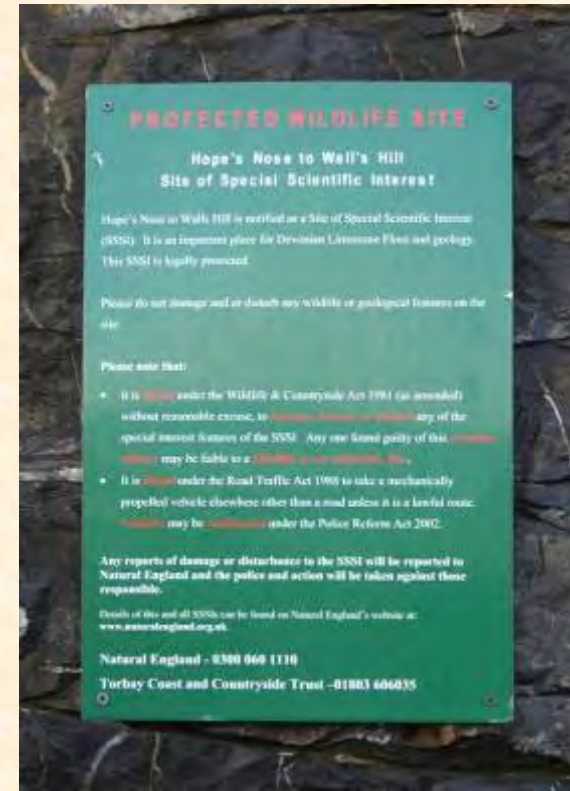 PROTECTED WILDLIFE SITE
Hope's Nose to Wall's Hill
Site of Special Scientific Interest
Hope's Nose to Walls Hill is notified as a Site of Special Scientific Interest
(SSSI). It is an important place for Devonian Limestone Flora and geology.
This SSSI is legally protected.
Please do not damage and or disturb any wildlife or geological features on the
site
Please note that:
• It is under the Wildlife & Countryside Act 1981 (as amended)
without reasonable excuse, to any of the
special interest features of the SSSI. Any one found guilty of this
may be liable to a
• It is under the Road Traffic Act 1988 to take a mechanically
propelled vehicle elsewhere other than a road unless it is a lawful route.
may be under the Police Reform Act 2002.
Any reports of damage or disturbance to the SSSI will be reported to
Natural England and the police and action will be taken against those
responsible.
Details of this and all SSSIs can be found on Natural England's website at:
www.naturalengland.org.uk
Natural England - 0300 060 1110
Torbay Coast and Countryside Trust –01803 606035